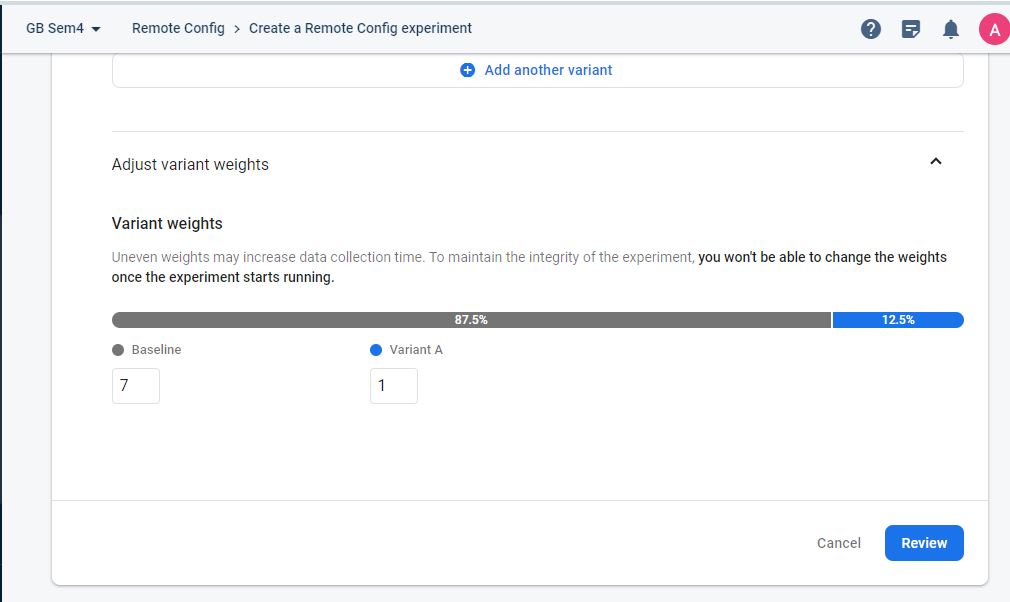 GB Sem4 Remote Config > Create a Remote Config experiment A
Add another variant
Adjust variant weights
Variant weights
Uneven weights may increase data collection time. To maintain the integrity of the experiment, you won't be able to change the weights
once the experiment starts running.
87.5% 12.5%
Baseline Variant A
7 1
Cancel Review